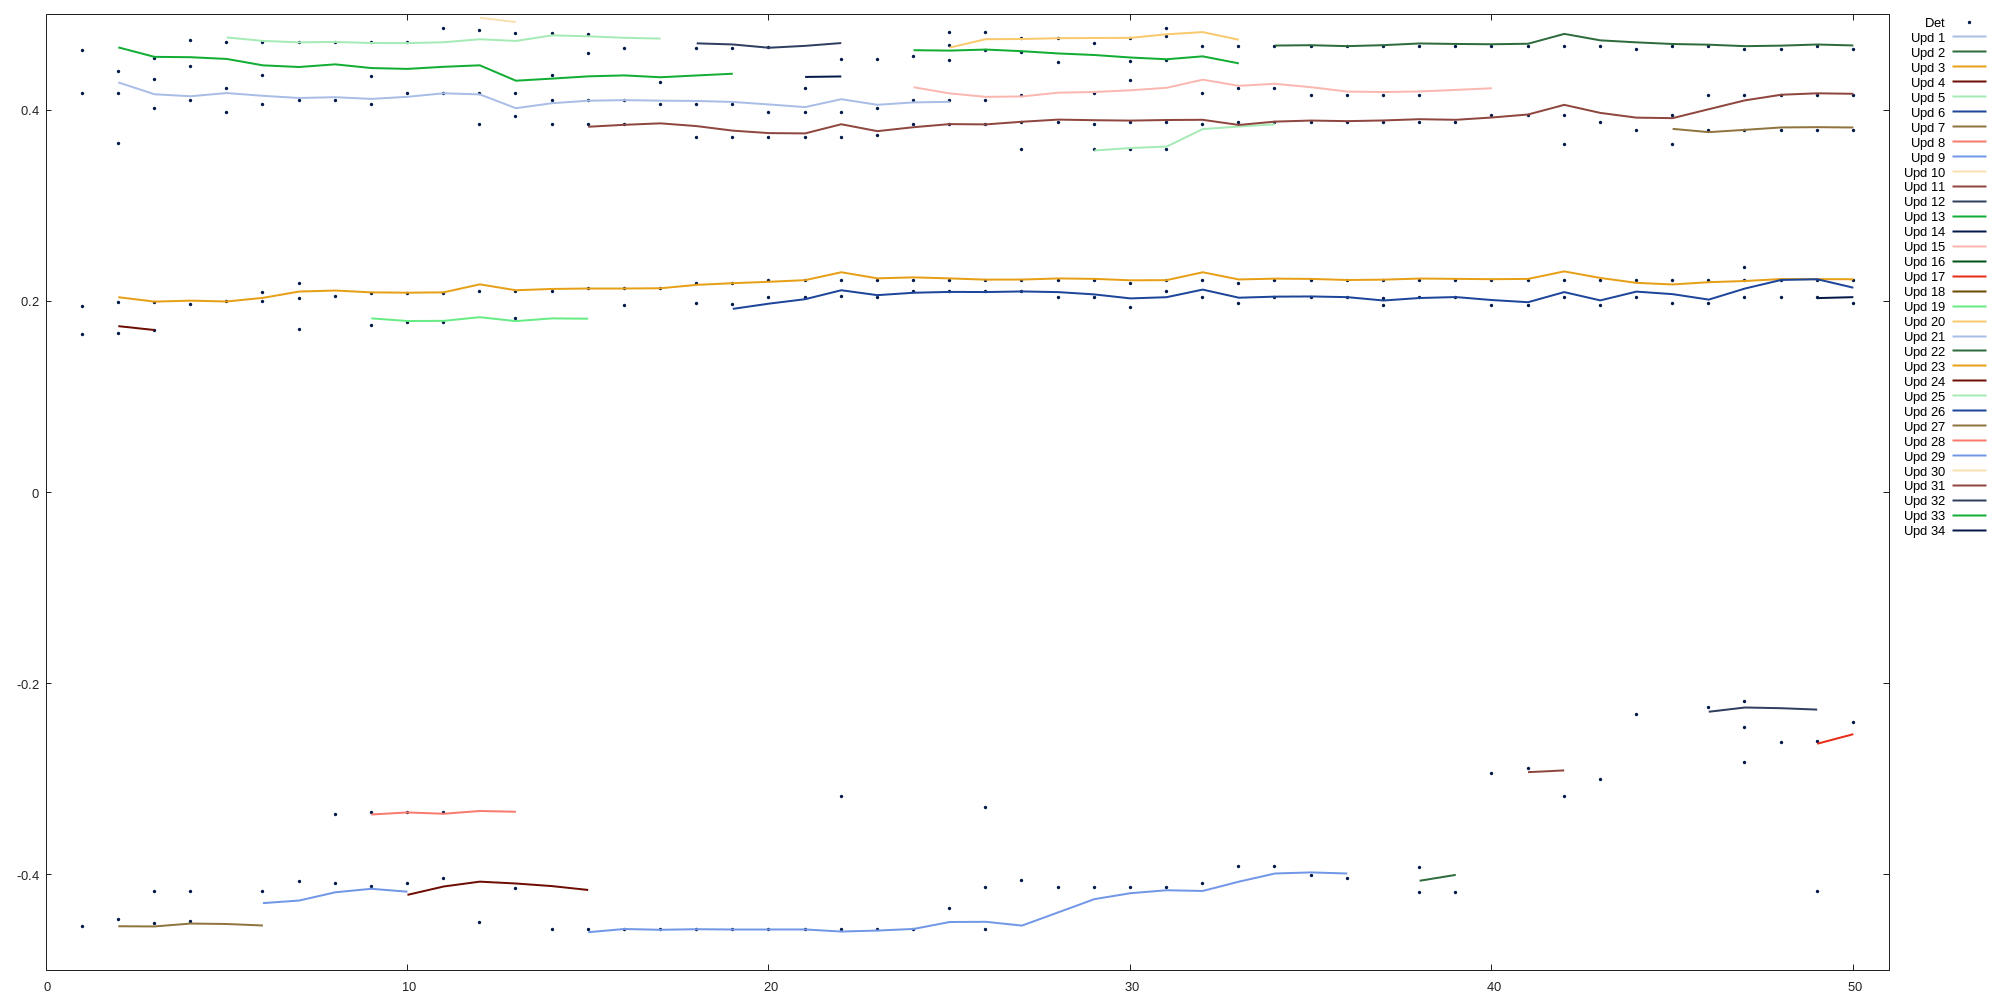 Det
Upd 1
Upd 2
Upd 3
Upd 4
Upd 5
Upd 6
Upd 7
Upd 8
Upd 9
Upd 10
Upd 11
Upd 12
Upd 13
Upd 14
Upd 15
Upd 16
Upd 17
Upd 18
Upd 19
Upd 20
Upd 21
Upd 22
Upd 23
Upd 24
Upd 25
Upd 26
Upd 27
Upd 28
Upd 29
Upd 30
Upd 31
Upd 32
Upd 33
Upd 34
0.4
0.2
0
-0.2
-0.4
0 10 20 30 40 50